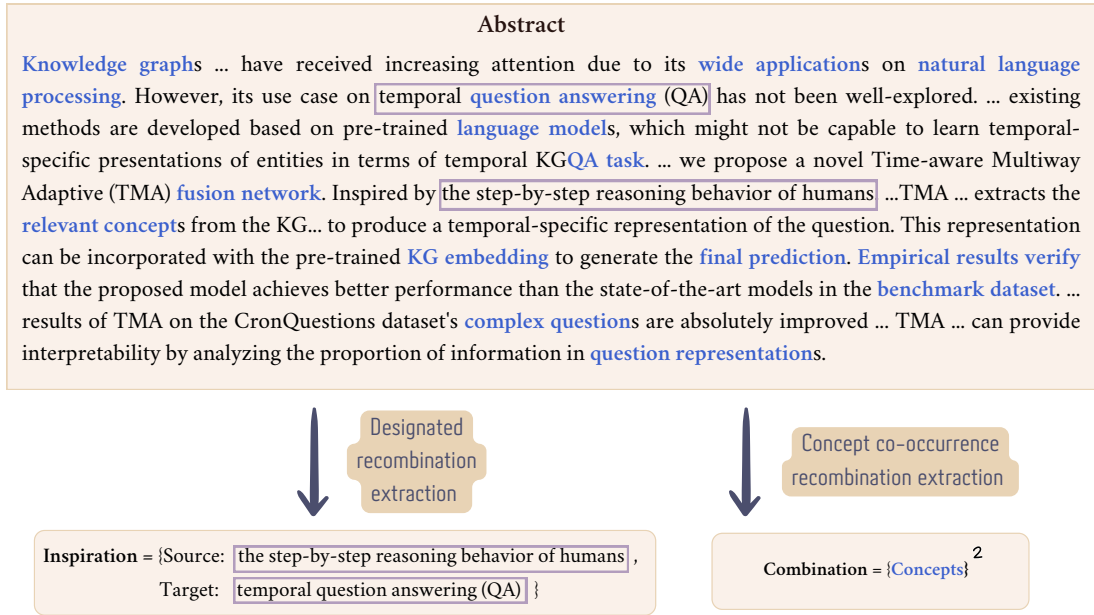 Abstract
Knowledge graphs ... have received increasing attention due to its wide applications on natural language
processing. However, its use case on temporal question answering (QA) has not been well-explored. ... existing
methods are developed based on pre-trained language models, which might not be capable to learn temporal-
specific presentations of entities in terms of temporal KGQA task. ... we propose a novel Time-aware Multiway
Adaptive (TMA) fusion network. Inspired by the step-by-step reasoning behavior of humans ...TMA ... extracts the
relevant concepts from the KG... to produce a temporal-specific representation of the question. This representation
can be incorporated with the pre-trained KG embedding to generate the final prediction. Empirical results verify
that the proposed model achieves better performance than the state-of-the-art models in the benchmark dataset. ...
results of TMA on the CronQuestions dataset's complex questions are absolutely improved ... TMA ... can provide
interpretability by analyzing the proportion of information in question representations.
Designated
recombination
extraction
Concept co-occurrence
recombination extraction
Inspiration = {Source: the step-by-step reasoning behavior of humans ,
Target: temporal question answering (QA) }
Combination = {Concepts}²